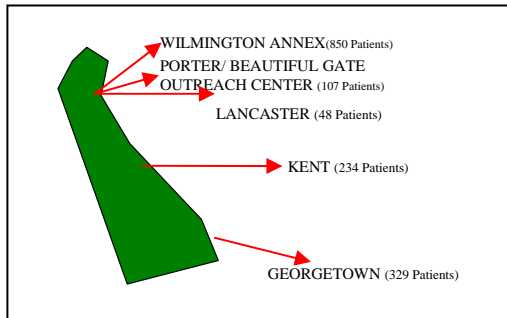 WILMINGTON ANNEX(850 Patients)
PORTER/ BEAUTIFUL GATE
OUTREACH CENTER (107 Patients)
LANCASTER (48 Patients)
KENT (234 Patients)
GEORGETOWN (329 Patients)